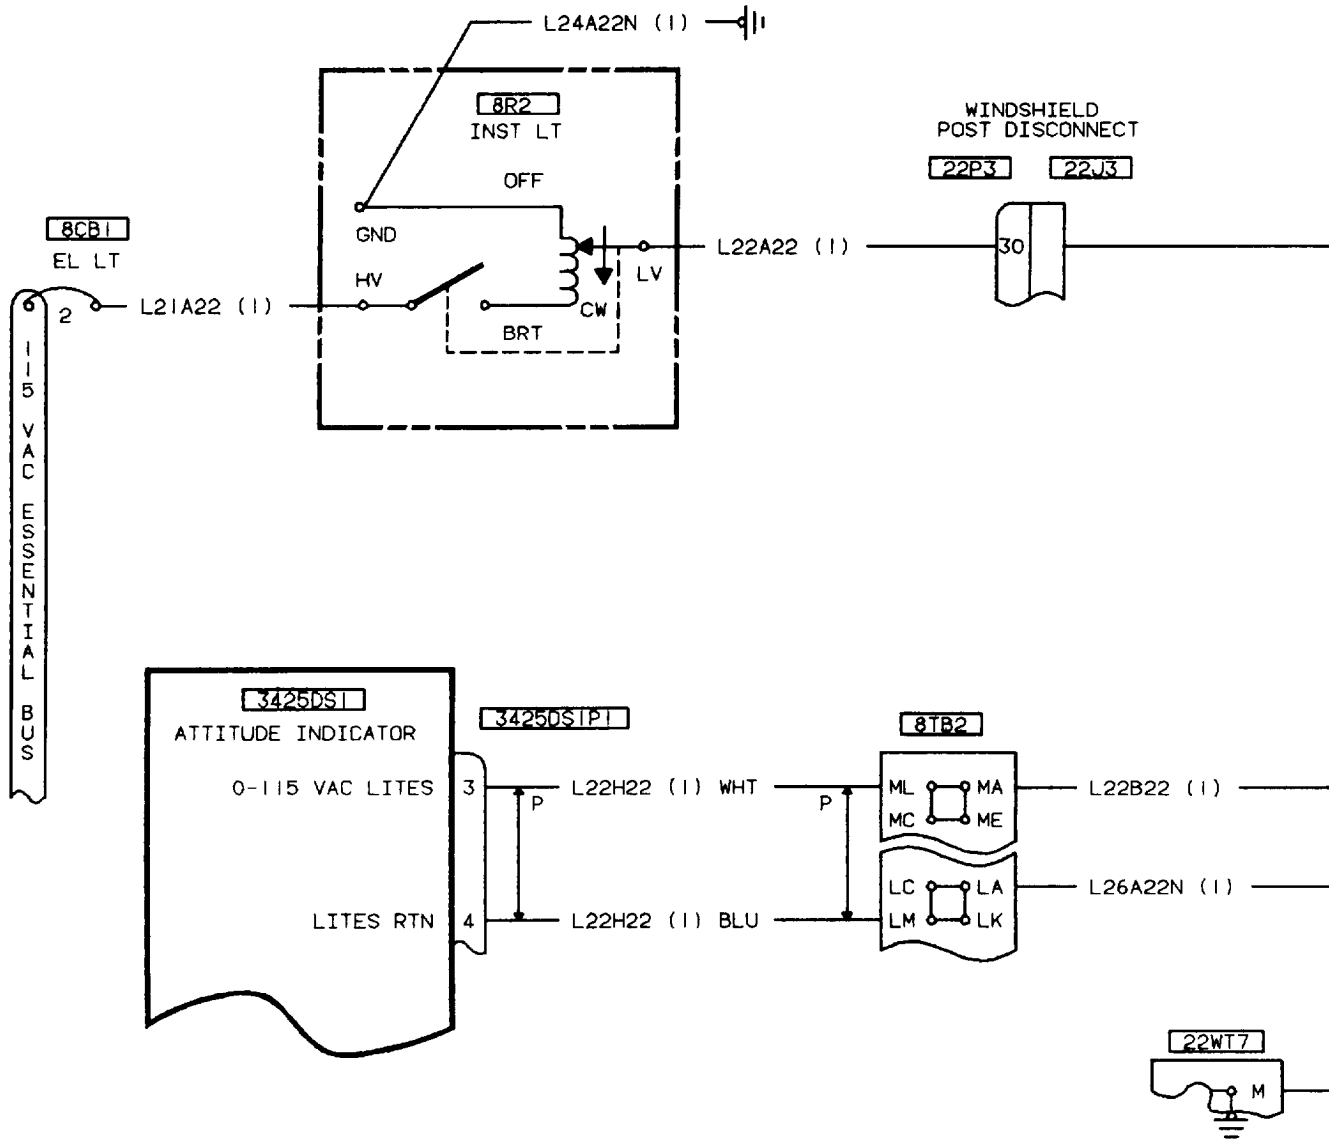 L24A22N (1)
8R2
INST LT
WINDSHIELD
POST DISCONNECT
22P3
22J3
OFF
8CB1
EL LT
GND
HV
LV
L22A22 (1)
30
2
L21A22 (1)
CW
BRT
115 VAC ESSENTIAL BUS
3425DS1
ATTITUDE INDICATOR
3425DS1P1
8TB2
0-115 VAC LITES
3
P
L22H22 (1) WHT
P
ML
MA
L22B22 (1)
MC
ME
LC
LA
L26A22N (1)
LITES RTN
4
L22H22 (1) BLU
LM
LK
22WT7
M